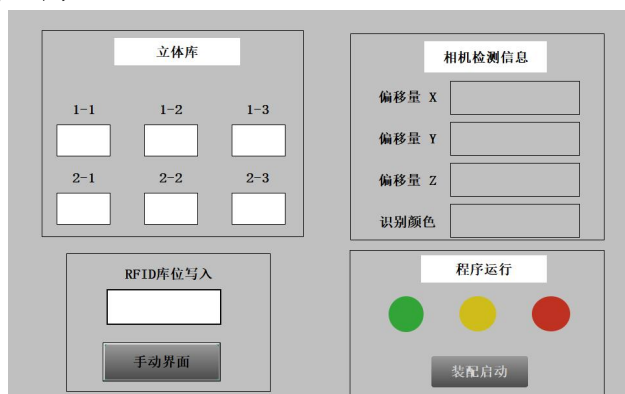 立体库
1-1 1-2 1-3
2-1 2-2 2-3
相机检测信息
偏移量 X
偏移量 Y
偏移量 Z
识别颜色
RFID库位写入
手动界面
程序运行
装配启动